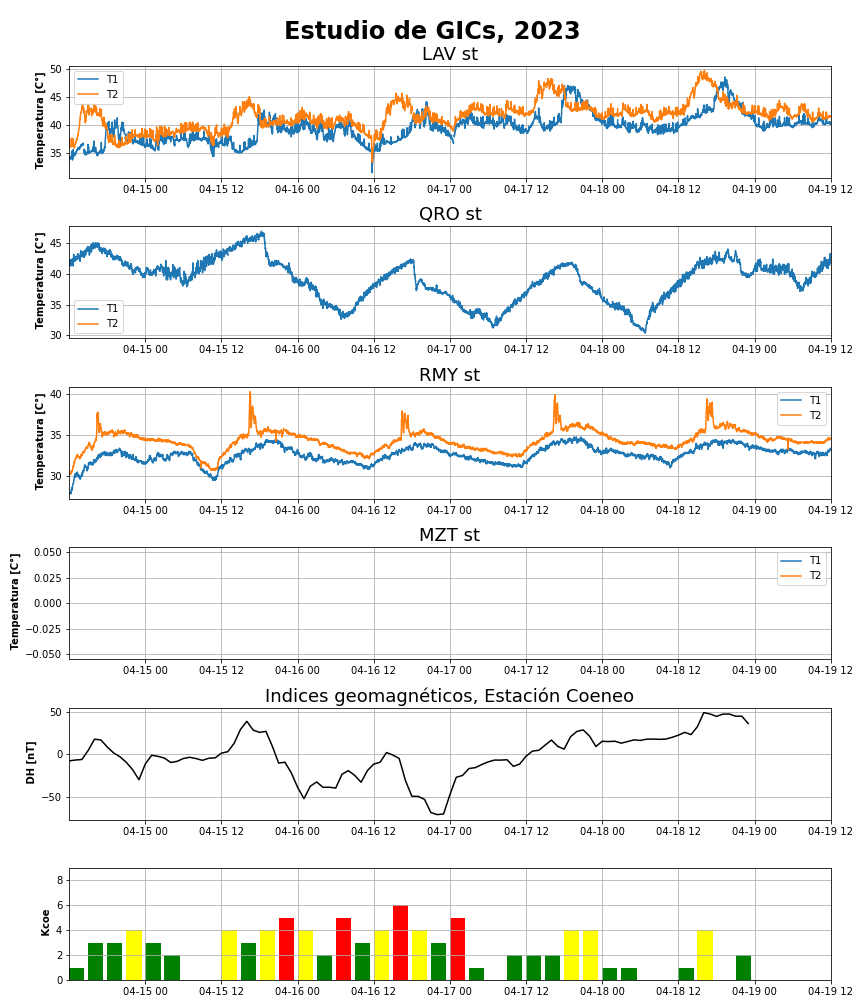 Estudio de GICs, 2023
LAV st
Temperatura [C°]
50
45
40
35
T1
T2
04-15 00 04-15 12 04-16 00 04-16 12 04-17 00 04-17 12 04-18 00 04-18 12 04-19 00 04-19 12
QRO st
Temperatura [C°]
45
40
35
30
T1
T2
04-15 00 04-15 12 04-16 00 04-16 12 04-17 00 04-17 12 04-18 00 04-18 12 04-19 00 04-19 12
RMY st
Temperatura [C°]
40
35
30
T1
T2
04-15 00 04-15 12 04-16 00 04-16 12 04-17 00 04-17 12 04-18 00 04-18 12 04-19 00 04-19 12
MZT st
Temperatura [C°]
0.050
0.025
0.000
−0.025
−0.050
T1
T2
04-15 00 04-15 12 04-16 00 04-16 12 04-17 00 04-17 12 04-18 00 04-18 12 04-19 00 04-19 12
Indices geomagnéticos, Estación Coeneo
DH [nT]
50
0
−50
04-15 00 04-15 12 04-16 00 04-16 12 04-17 00 04-17 12 04-18 00 04-18 12 04-19 00 04-19 12
Kcoe
8
6
4
2
0
04-15 00 04-15 12 04-16 00 04-16 12 04-17 00 04-17 12 04-18 00 04-18 12 04-19 00 04-19 12